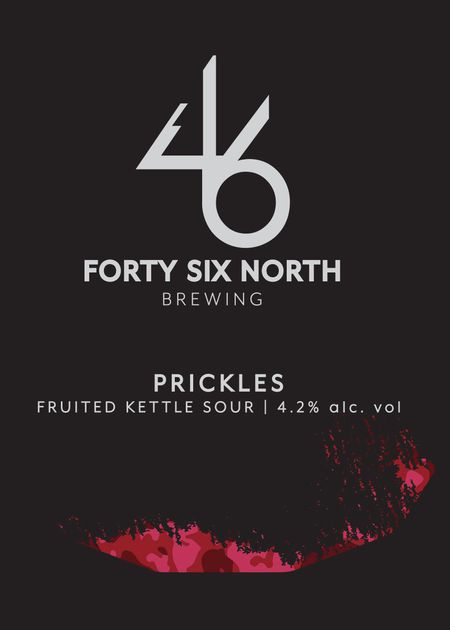 46
FORTY SIX NORTH
BREWING
PRICKLES
FRUITED KETTLE SOUR | 4.2% alc. vol